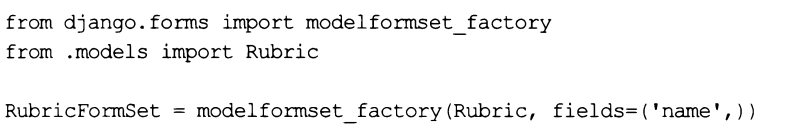 from django.forms import modelformset_factory
from .models import Rubric
RubricFormSet = modelformset_factory(Rubric, fields=('name',))